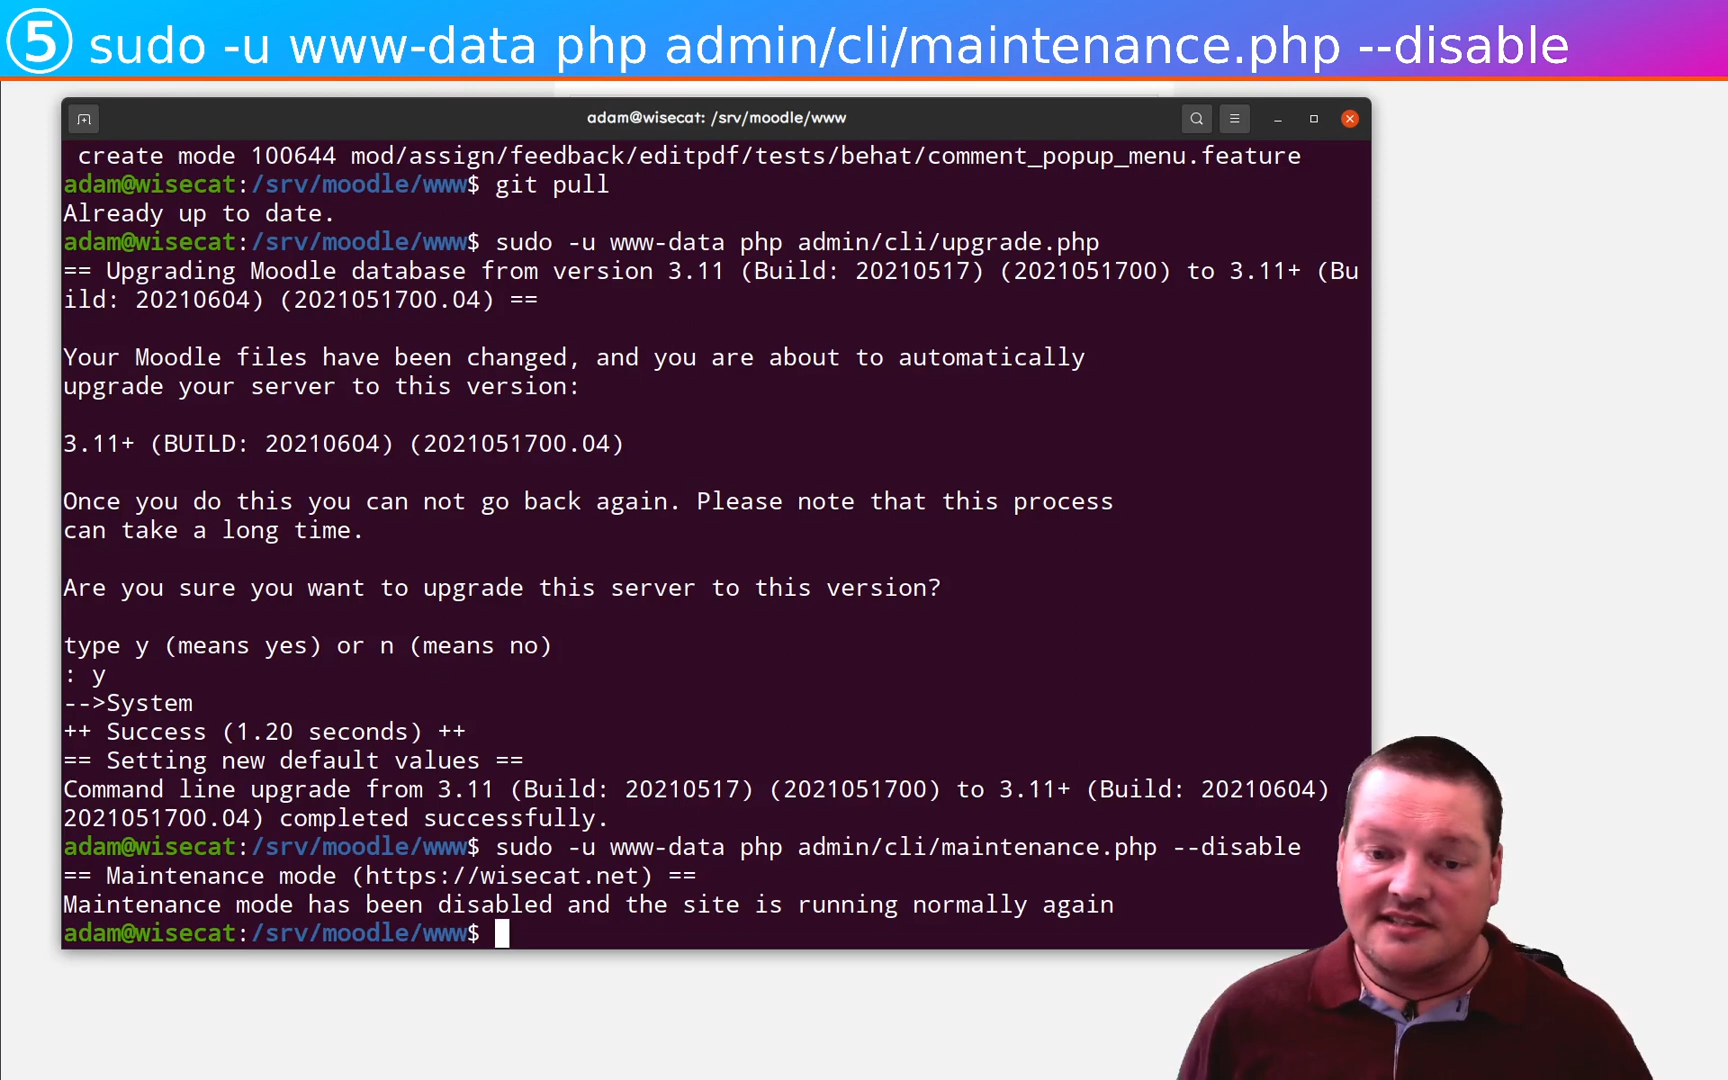 ⑤ sudo -u www-data php admin/cli/maintenance.php --disable
adam@wisecat: /srv/moodle/www
create mode 100644 mod/assign/feedback/editpdf/tests/behat/comment_popup_menu.feature
adam@wisecat:/srv/moodle/www$ git pull
Already up to date.
adam@wisecat:/srv/moodle/www$ sudo -u www-data php admin/cli/upgrade.php
== Upgrading Moodle database from version 3.11 (Build: 20210517) (2021051700) to 3.11+ (Bu
ild: 20210604) (2021051700.04) ==
Your Moodle files have been changed, and you are about to automatically
upgrade your server to this version:
3.11+ (BUILD: 20210604) (2021051700.04)
Once you do this you can not go back again. Please note that this process
can take a long time.
Are you sure you want to upgrade this server to this version?
type y (means yes) or n (means no)
: y
-->System
++ Success (1.20 seconds) ++
== Setting new default values ==
Command line upgrade from 3.11 (Build: 20210517) (2021051700) to 3.11+ (Build: 20210604)
2021051700.04) completed successfully.
adam@wisecat:/srv/moodle/www$ sudo -u www-data php admin/cli/maintenance.php --disable
== Maintenance mode (https://wisecat.net) ==
Maintenance mode has been disabled and the site is running normally again
adam@wisecat:/srv/moodle/www$